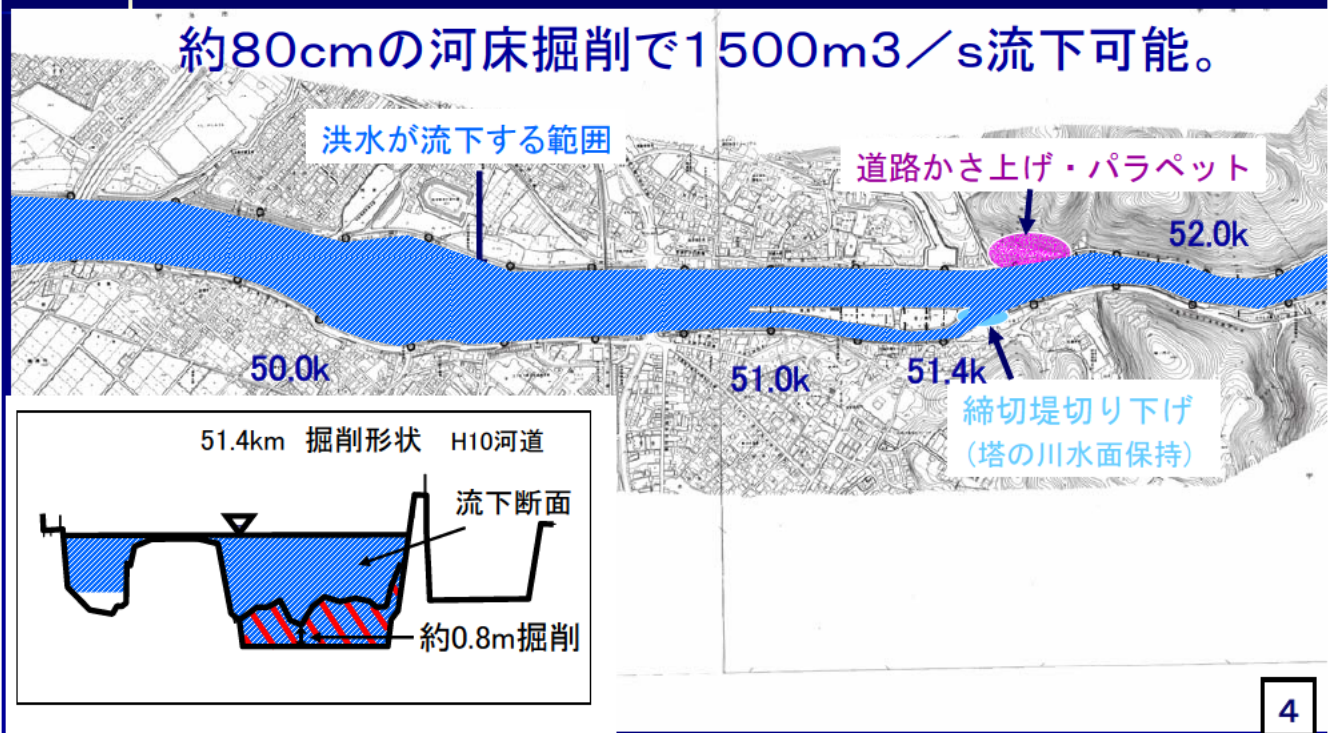 約80cmの河床掘削で1500m3／s流下可能。
洪水が流下する範囲
道路かさ上げ・パラペット
52.0k
50.0k
51.0k
51.4k
締切堤切り下げ
(塔の川水面保持)
51.4km 掘削形状 H10河道
流下断面
約0.8m掘削
4